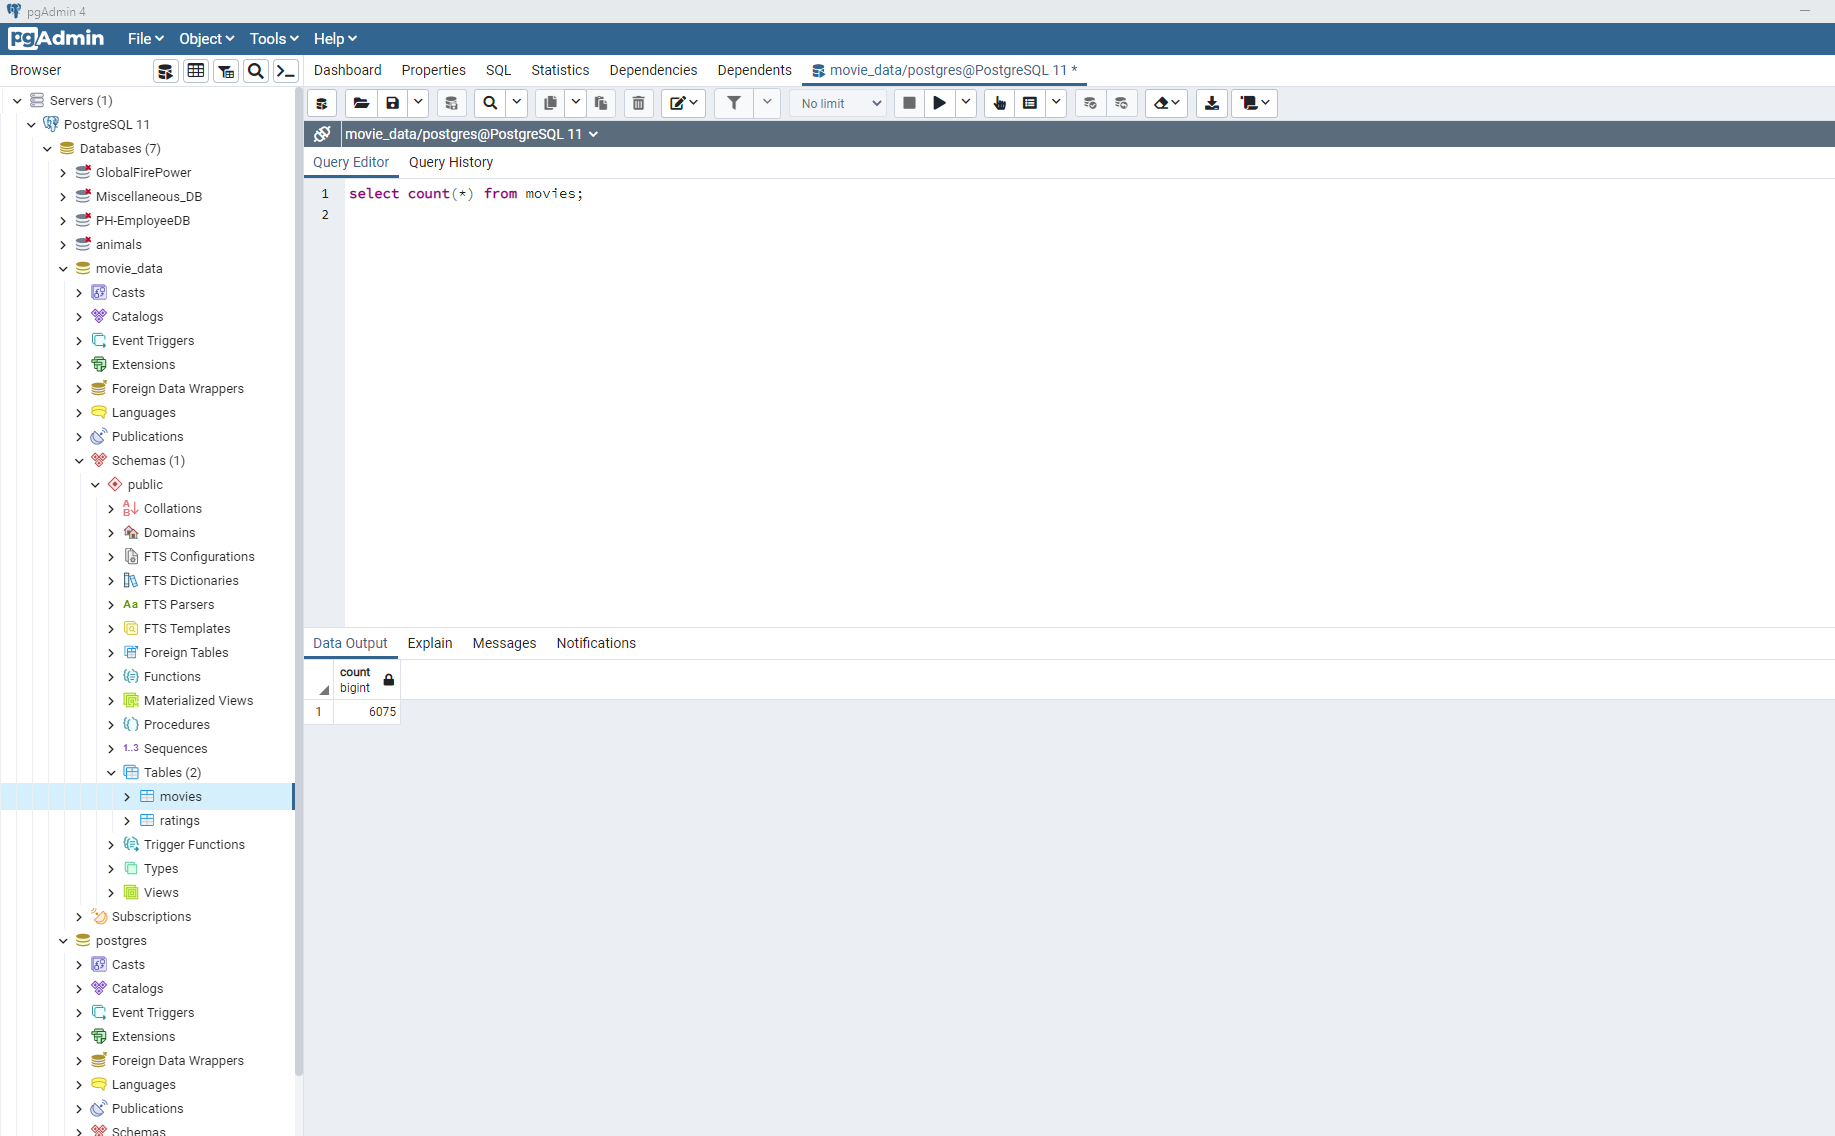 pgAdmin 4
pgAdmin File Object Tools Help
Browser
Dashboard Properties SQL Statistics Dependencies Dependents movie_data/postgres@PostgreSQL 11 *
No limit
movie_data/postgres@PostgreSQL 11
Query Editor Query History
1 select count(*) from movies;
2
Servers (1)
PostgreSQL 11
Databases (7)
GlobalFirePower
Miscellaneous_DB
PH-EmployeeDB
animals
movie_data
Casts
Catalogs
Event Triggers
Extensions
Foreign Data Wrappers
Languages
Publications
Schemas (1)
public
Collations
Domains
FTS Configurations
FTS Dictionaries
Aa FTS Parsers
FTS Templates
Foreign Tables
Functions
Materialized Views
Procedures
1..3 Sequences
Tables (2)
movies
ratings
Trigger Functions
Types
Views
Subscriptions
postgres
Casts
Catalogs
Event Triggers
Extensions
Foreign Data Wrappers
Languages
Publications
Schemas
Data Output Explain Messages Notifications
count
bigint
1 6075